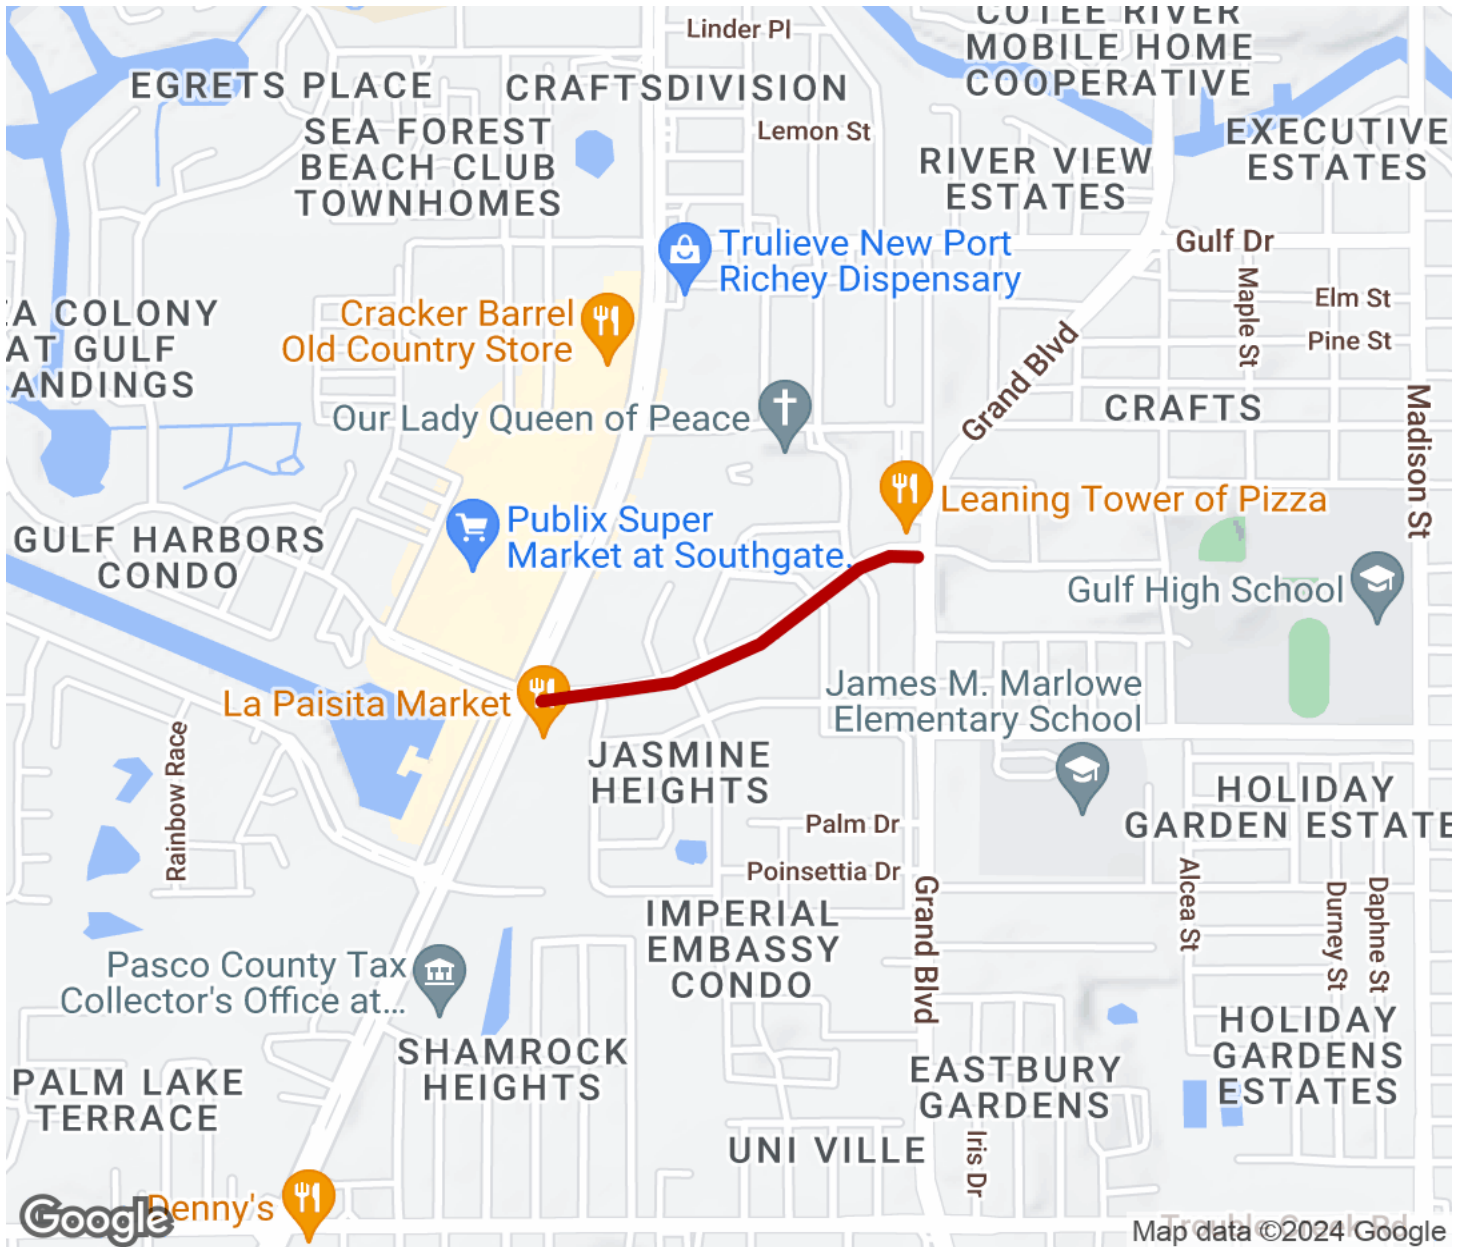 Linder Pl
COTEE RIVER
MOBILE HOME
COOPERATIVE
EGRETS PLACE
CRAFTSDIVISION
SEA FOREST
BEACH CLUB
TOWNHOMES
Lemon St
EXECUTIVE
ESTATES
RIVER VIEW
ESTATES
Trulieve New Port
Richey Dispensary
Gulf Dr
Maple St
Elm St
Pine St
A COLONY
AT GULF
ANDINGS
Cracker Barrel
Old Country Store
Grand Blvd
Our Lady Queen of Peace
CRAFTS
Madison St
Leaning Tower of Pizza
Publix Super
Market at Southgate.
GULF HARBORS
CONDO
Gulf High School
La Paisita Market
James M. Marlowe
Elementary School
Rainbow Race
JASMINE
HEIGHTS
HOLIDAY
GARDEN ESTATE
Palm Dr
Poinsettia Dr
Alcea St
Durney St
Daphne St
Grand Blvd
IMPERIAL
EMBASSY
CONDO
Pasco County Tax
Collector's Office at...
HOLIDAY
GARDENS
ESTATES
SHAMROCK
HEIGHTS
EASTBURY
GARDENS
PALM LAKE
TERRACE
UNI VILLE
Iris Dr
Denny's
Google
Trouble Creek Rd
Map data ©2024 Google